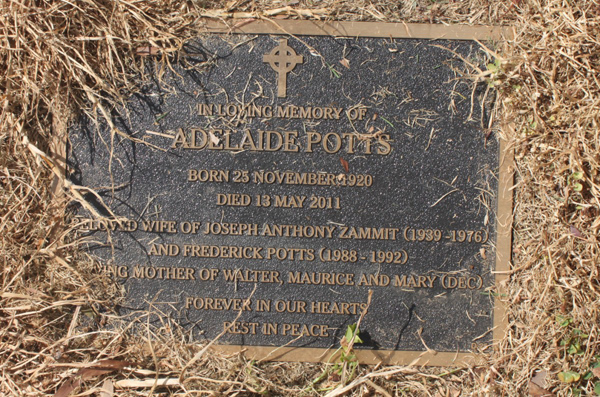 IN LOVING MEMORY OF
ADELAIDE POTTS
BORN 25 NOVEMBER 1920
DIED 13 MAY 2011
WIFE OF JOSEPH ANTHONY ZAMMIT (1939 - 1976)
AND FREDERICK POTTS (1988 - 1992)
MOTHER OF WALTER, MAURICE AND MARY (DEC)
FOREVER IN OUR HEARTS
REST IN PEACE